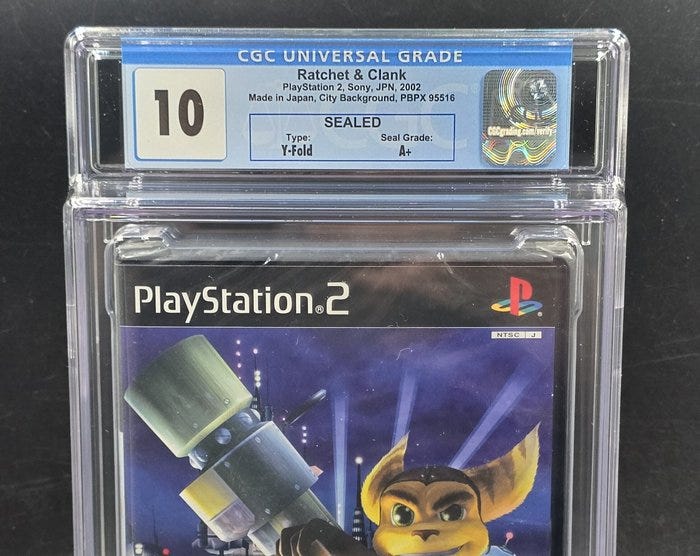 CGC UNIVERSAL GRADE
10
Ratchet & Clank
PlayStation 2, Sony, JPN, 2002
Made in Japan, City Background, PBPX 95516
SEALED
Type: Seal Grade:
Y-Fold A+
CGCgrading.com/verify
PlayStation®2
NTSC J